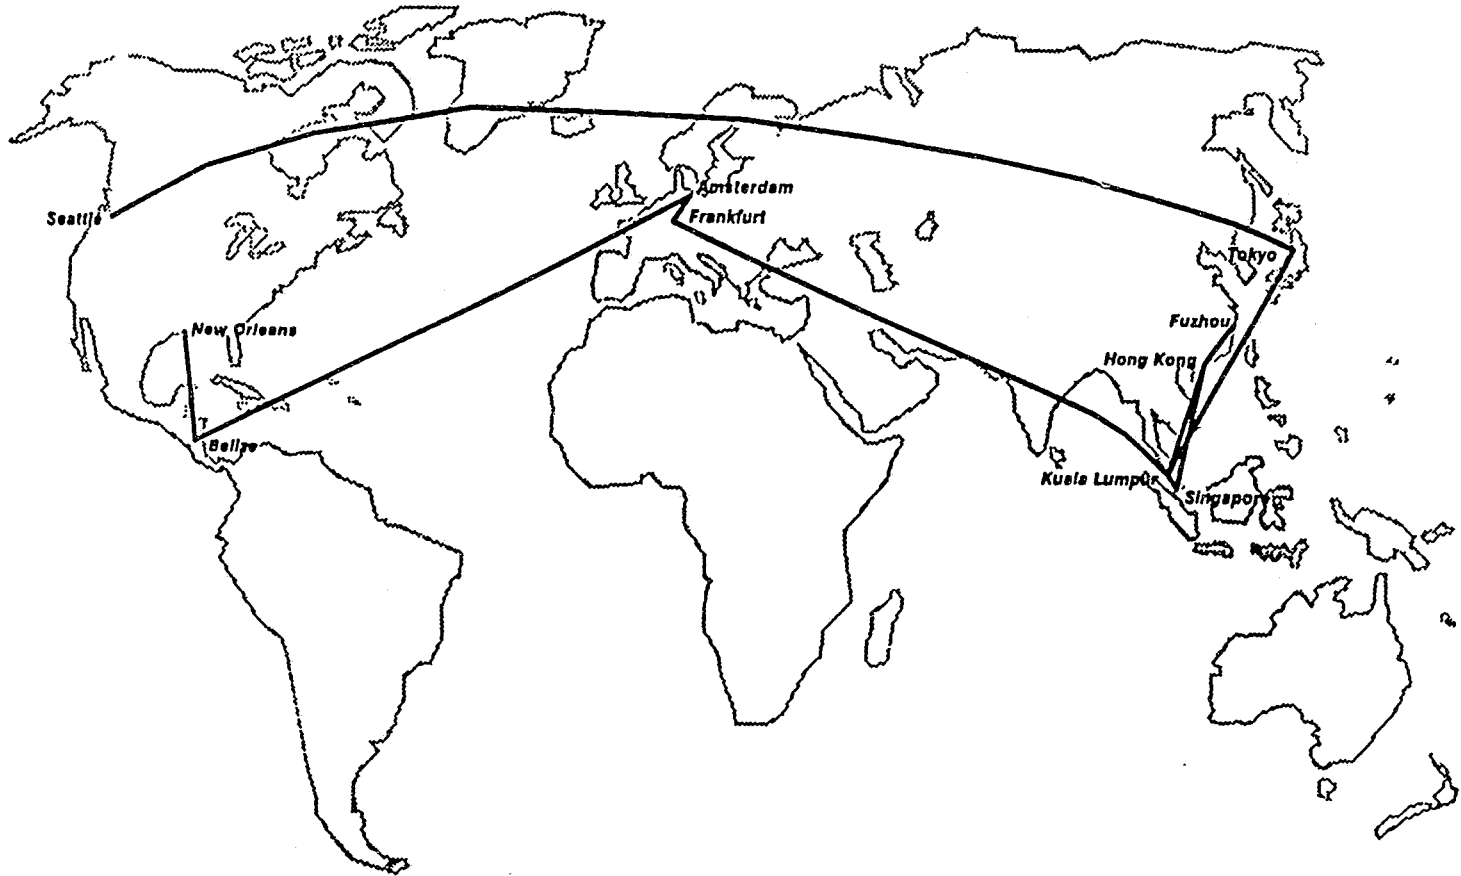 Amsterdam
Seattle
Frankfurt
Tokyo
Fuzhou
New Orleans
Hong Kong
Belize
Kuala Lumpur
Singapore